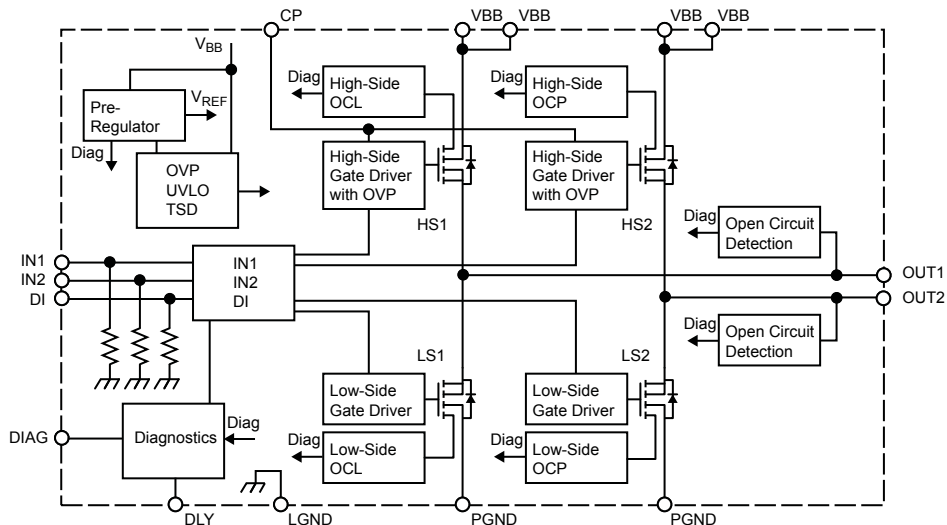 CP
VBB
VBB
VBB
VBB
VBB
Pre-
Regulator
VREF
Diag
OVP
UVLO
TSD
Diag
High-Side
OCL
Diag
High-Side
OCP
High-Side
Gate Driver
with OVP
High-Side
Gate Driver
with OVP
HS1
HS2
Diag
Open Circuit
Detection
IN1
IN2
DI
IN1
IN2
DI
OUT1
OUT2
Diag
Open Circuit
Detection
LS1
LS2
Low-Side
Gate Driver
Low-Side
Gate Driver
DIAG
Diagnostics
Diag
Diag
Low-Side
OCL
Diag
Low-Side
OCP
DLY
LGND
PGND
PGND